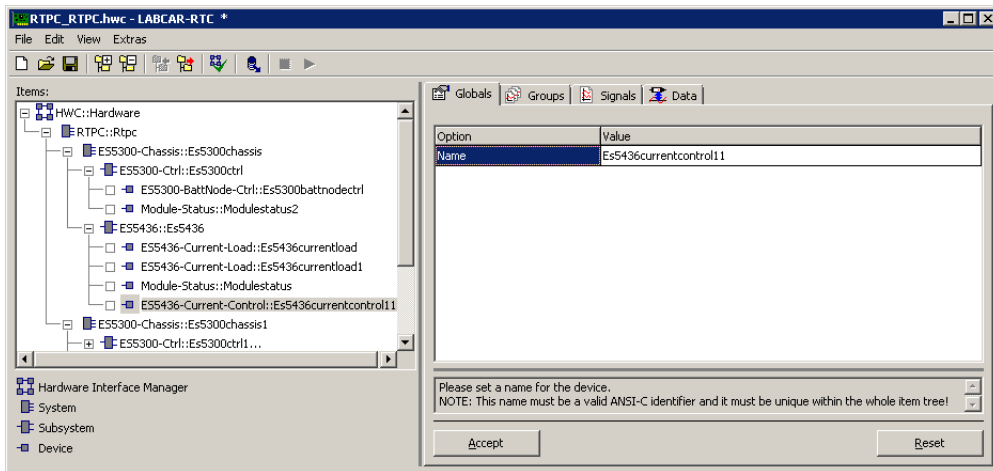 RTPC_RTPC.hwc - LABCAR-RTC *
File Edit View Extras
Items:
HWC::Hardware
RTPC::Rtpc
ES5300-Chassis::Es5300chassis
ES5300-Ctrl::Es5300ctrl
ES5300-BattNode-Ctrl::Es5300battnodectrl
Module-Status::Modulestatus2
ES5436::Es5436
ES5436-Current-Load::Es5436currentload
ES5436-Current-Load::Es5436currentload1
Module-Status::Modulestatus
ES5436-Current-Control::Es5436currentcontrol11
ES5300-Chassis::Es5300chassis1
ES5300-Ctrl::Es5300ctrl1...
Hardware Interface Manager
System
Subsystem
Device
Globals Groups Signals Data
Option Value
Name Es5436currentcontrol11
Please set a name for the device.
NOTE: This name must be a valid ANSI-C identifier and it must be unique within the whole item tree!
Accept Reset